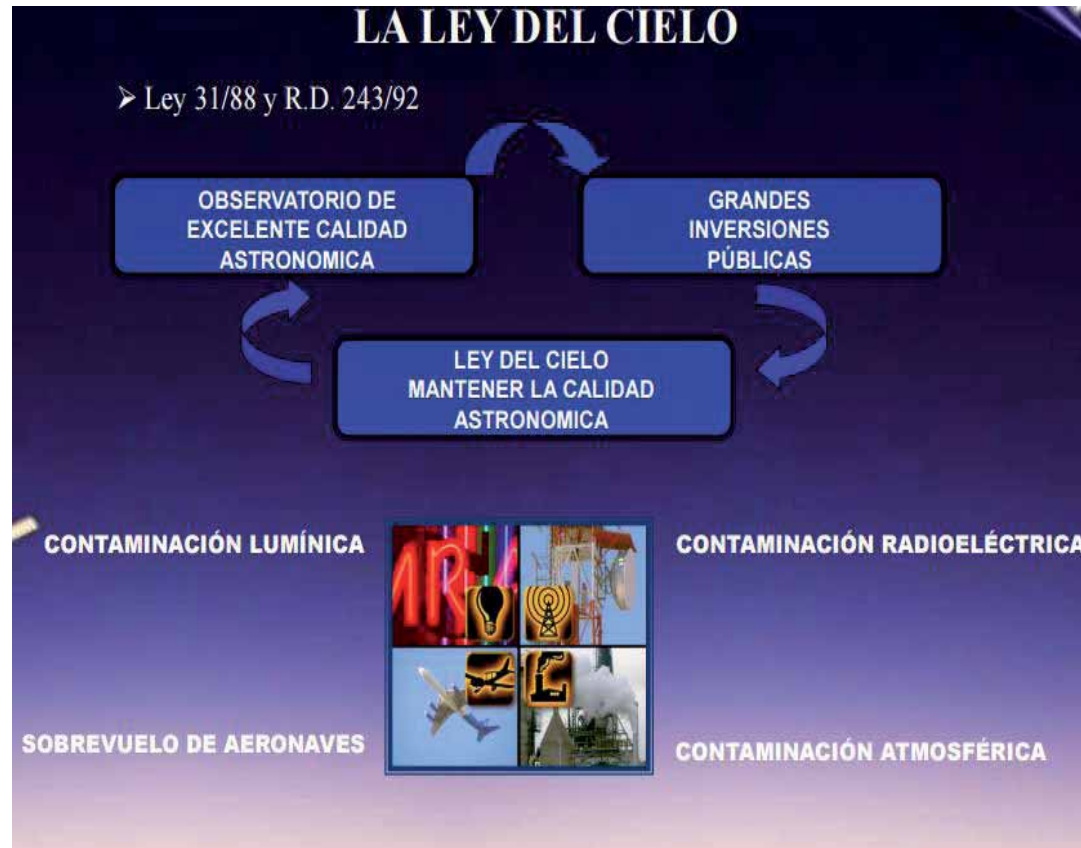 LA LEY DEL CIELO
➤ Ley 31/88 y R.D. 243/92
OBSERVATORIO DE
EXCELENTE CALIDAD
ASTRONOMICA
GRANDES
INVERSIONES
PÚBLICAS
LEY DEL CIELO
MANTENER LA CALIDAD
ASTRONOMICA
CONTAMINACIÓN LUMÍNICA
CONTAMINACIÓN RADIOELÉCTRICA
SOBREVUELO DE AERONAVES
CONTAMINACIÓN ATMOSFÉRICA